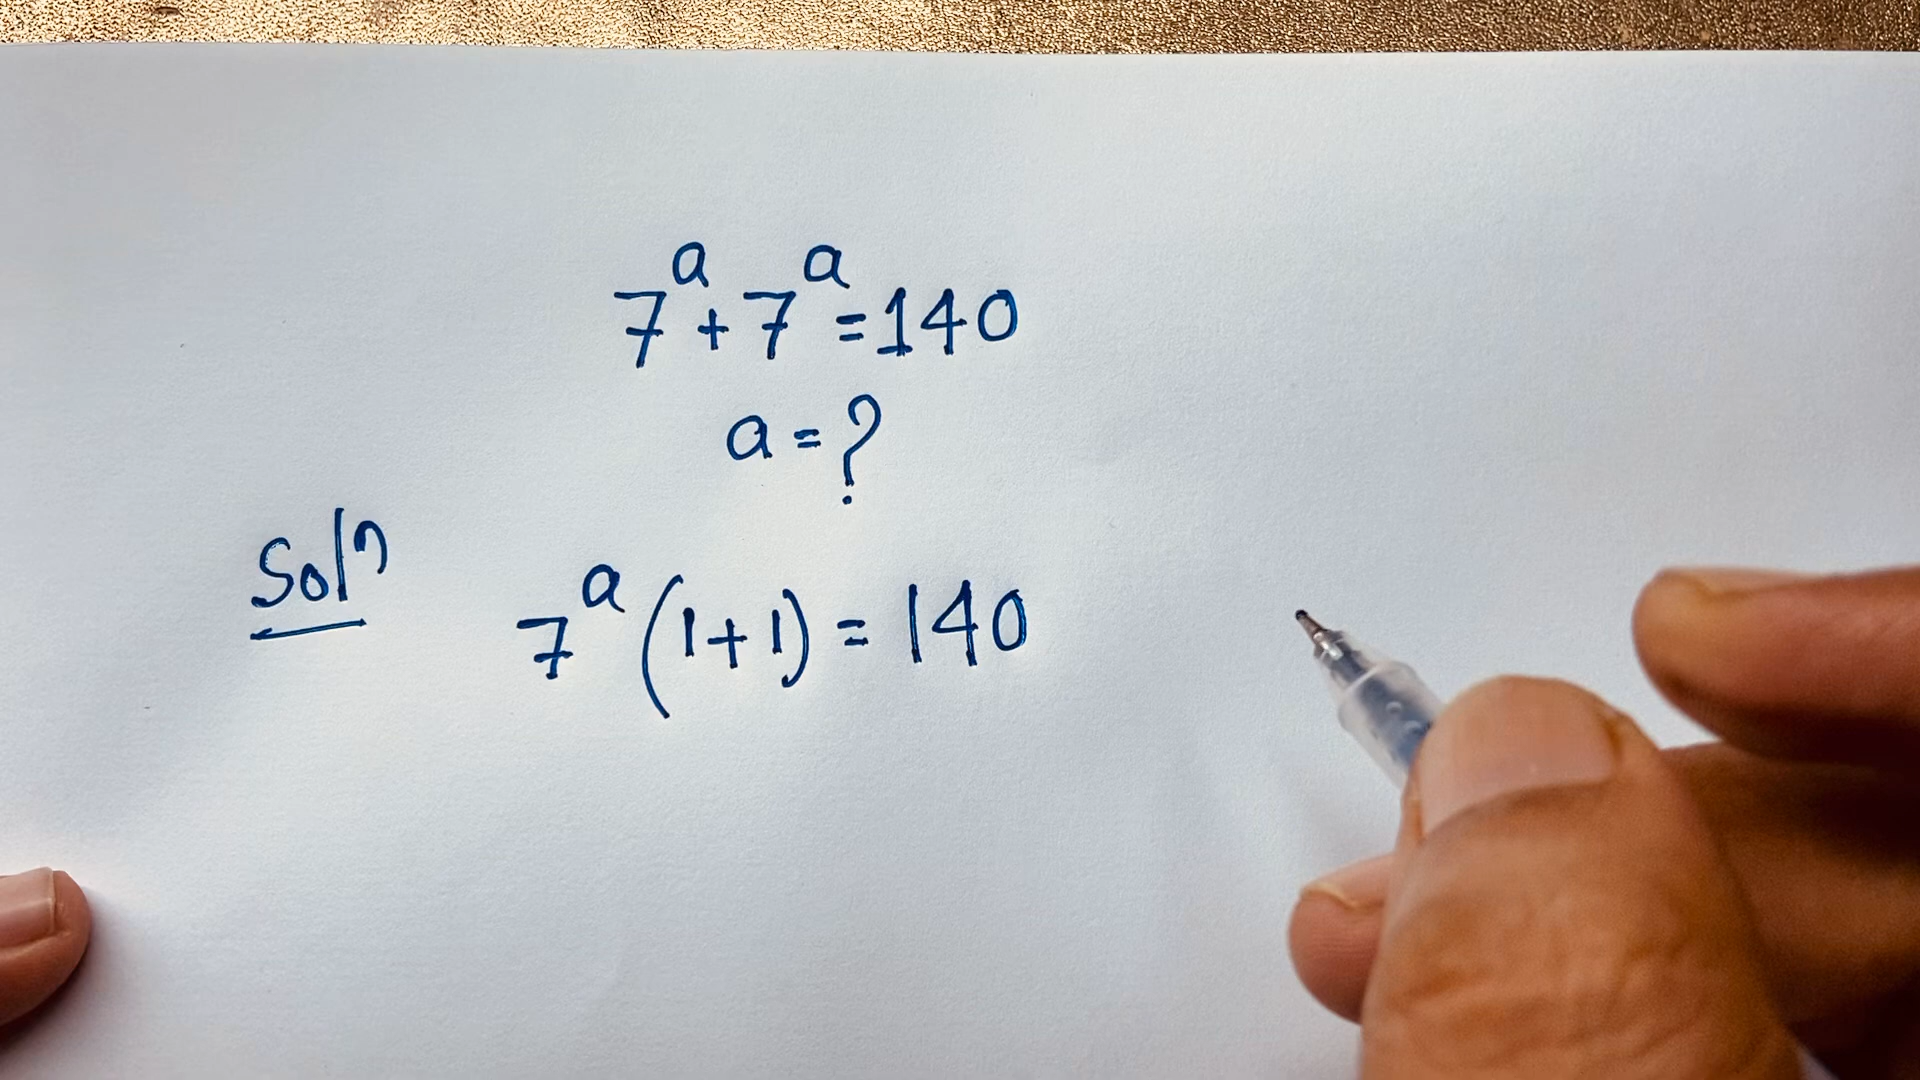 7^a + 7^a = 140
a = ?
Solⁿ
7^a (1+1) = 140